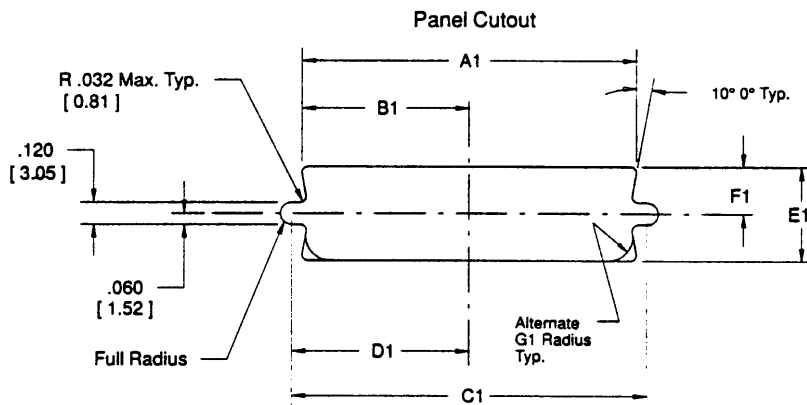 Panel Cutout
A1
R .032 Max. Typ.
[ 0.81 ]
B1
10° 0° Typ.
.120
[ 3.05 ]
F1
E1
.060
[ 1.52 ]
Alternate
G1 Radius
Typ.
Full Radius
D1
C1